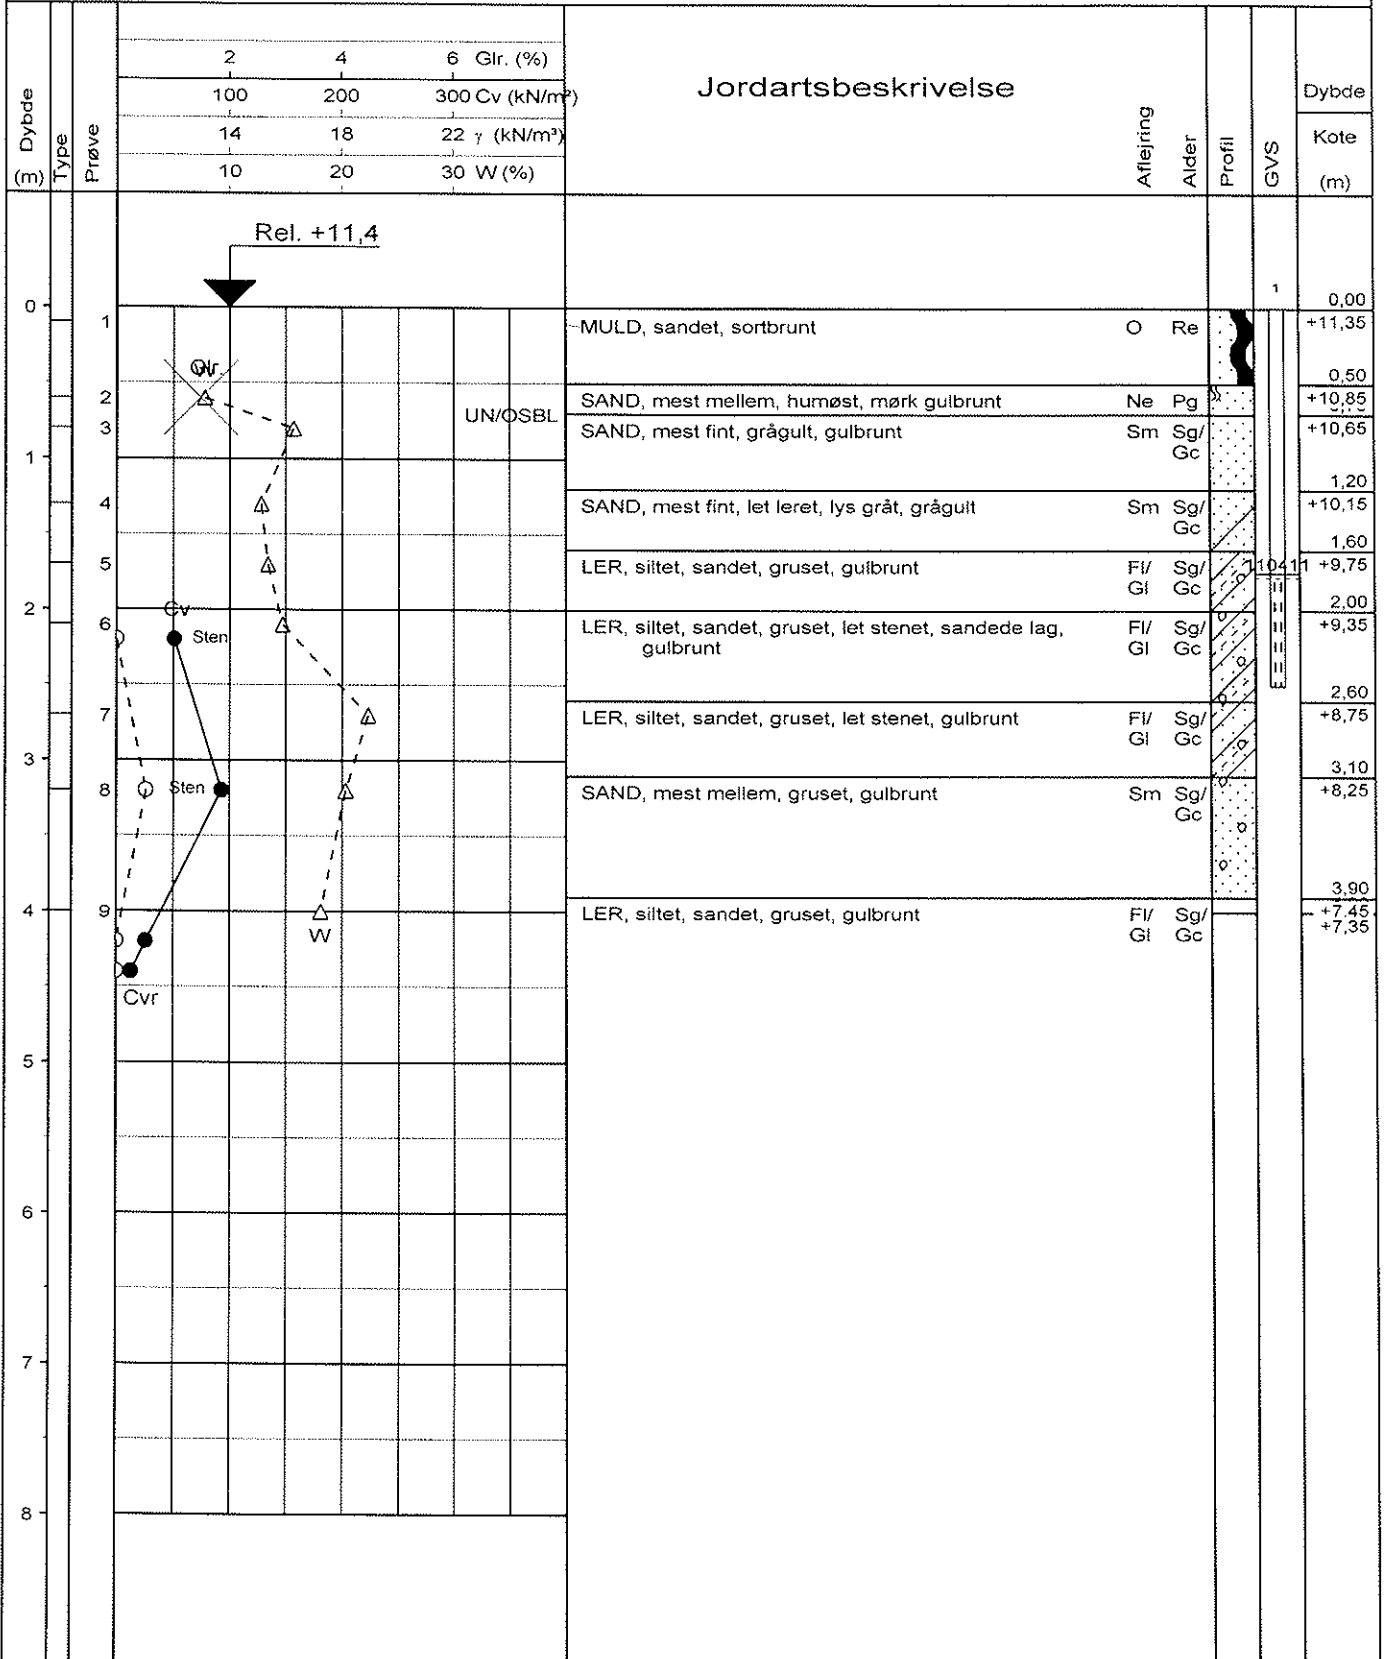 2 4 6 Glr. (%)
100 200 300 Cv (kN/m²)
14 18 22 γ (kN/m³)
10 20 30 W (%)
Dybde (m)
Type
Prøve
Jordartsbeskrivelse
Aflejring
Alder
Profil
GVS
Dybde
Kote
(m)
Rel. +11,4
1
0 0,00
1 MULD, sandet, sortbrunt O Re +11,35
0,50
2 SAND, mest mellem, humøst, mørk gulbrunt Ne Pg +10,85
UN/OSBL
3 SAND, mest fint, grågult, gulbrunt Sm Sg/ +10,65
Gc
1
1,20
4 SAND, mest fint, let leret, lys gråt, grågult Sm Sg/ +10,15
Gc
1,60
5 LER, siltet, sandet, gruset, gulbrunt Fl/ Sg/ 110411 +9,75
Gl Gc
2 Cv 2,00
6 Sten LER, siltet, sandet, gruset, let stenet, sandede lag, Fl/ Sg/ +9,35
gulbrunt Gl Gc
2,60
7 LER, siltet, sandet, gruset, let stenet, gulbrunt Fl/ Sg/ +8,75
Gl Gc
3 3,10
8 Sten SAND, mest mellem, gruset, gulbrunt Sm Sg/ +8,25
Gc
3,90
4 9 LER, siltet, sandet, gruset, gulbrunt Fl/ Sg/ +7,45
Gl Gc +7,35
W
Cvr
5
6
7
8